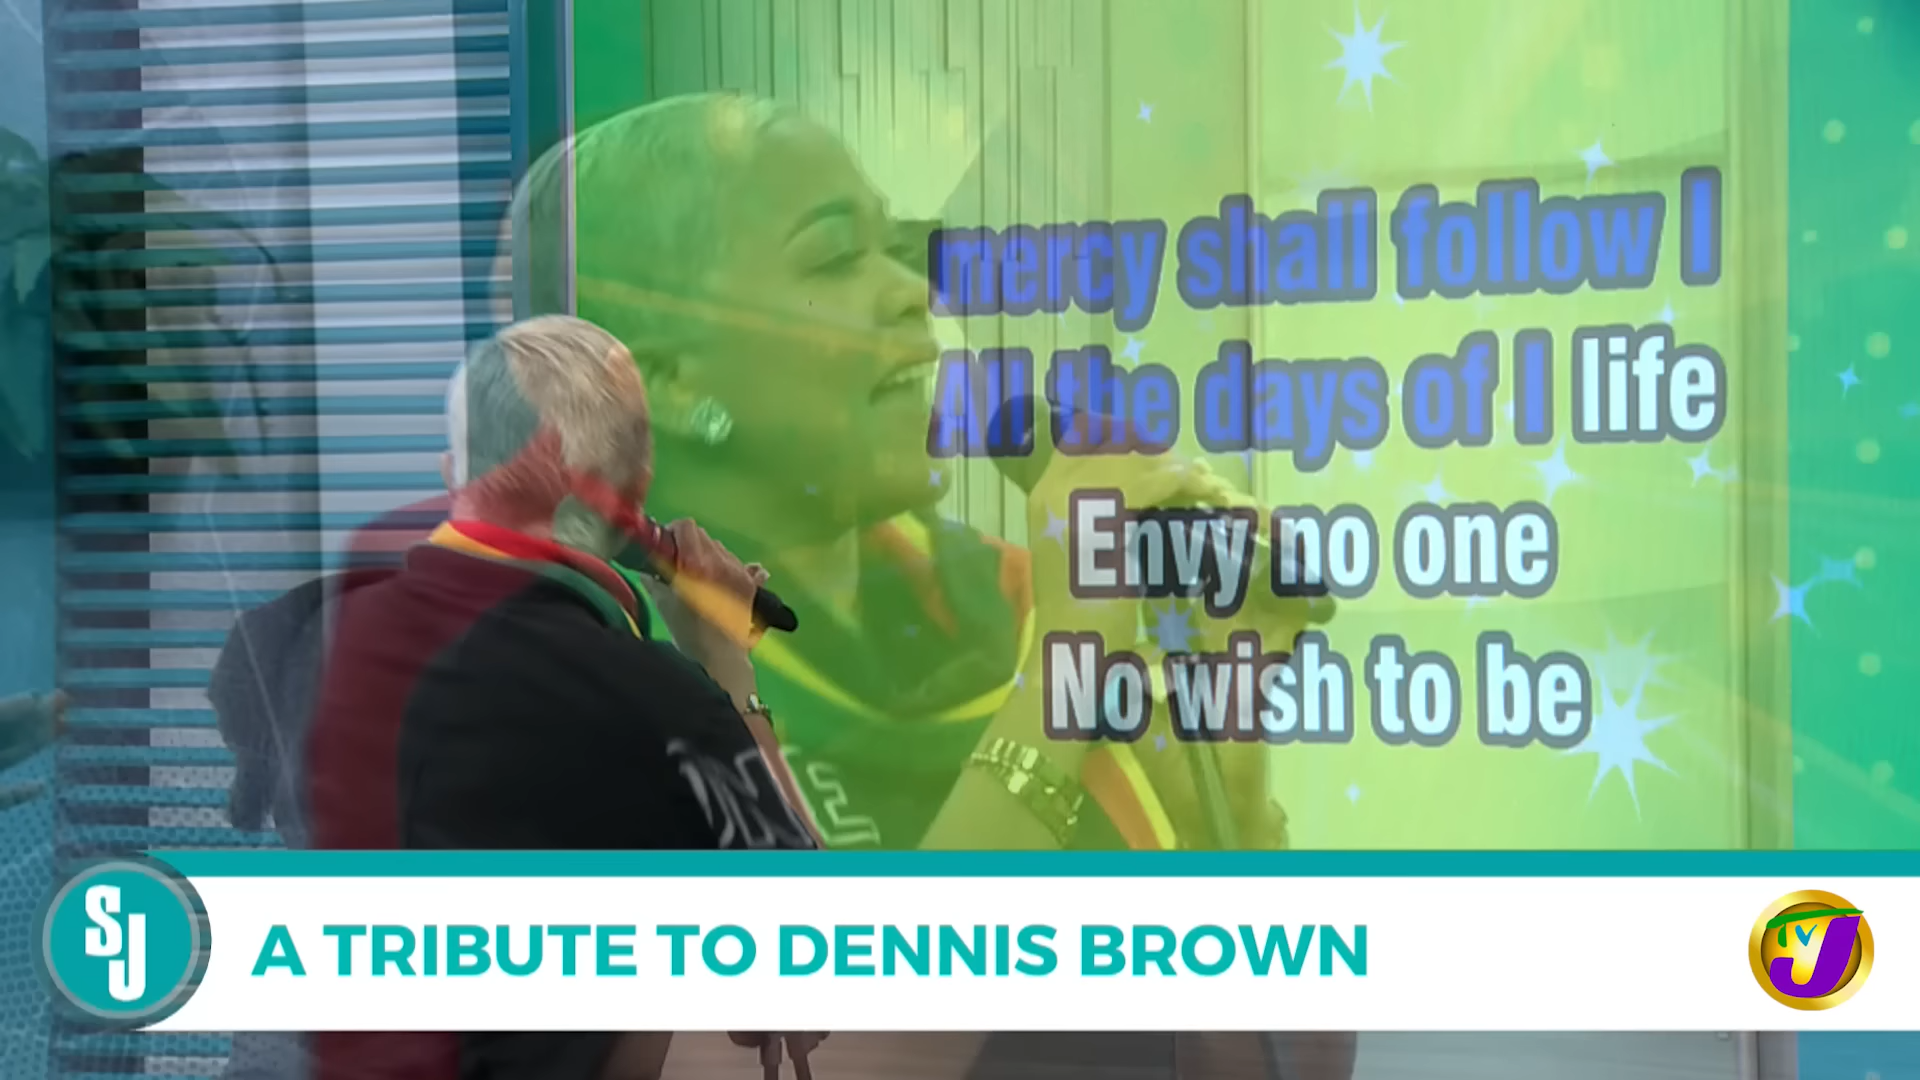 mercy shall follow I
All the days of I life
Envy no one
No wish to be
SJ
A TRIBUTE TO DENNIS BROWN
TVJ